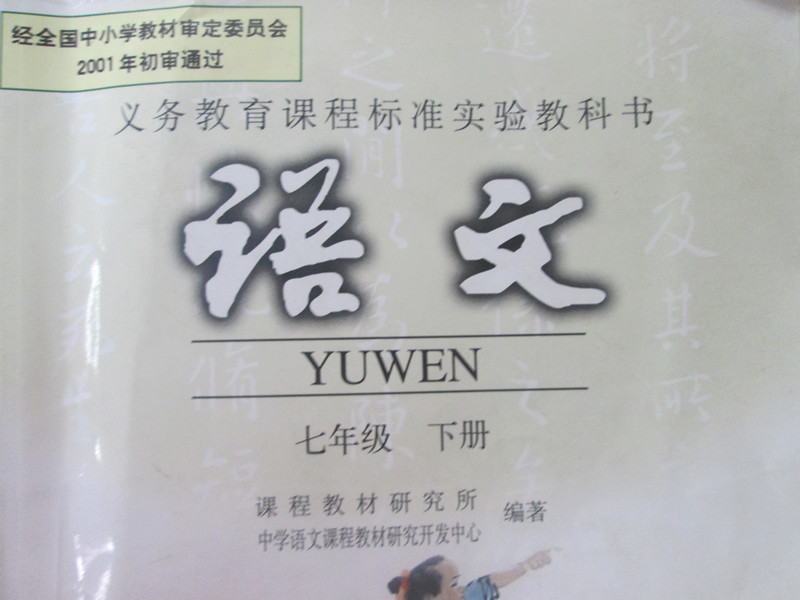 经全国中小学教材审定委员会
2001年初审通过
义务教育课程标准实验教科书
语文
YUWEN
七年级 下册
课程教材研究所
中学语文课程教材研究开发中心
编著